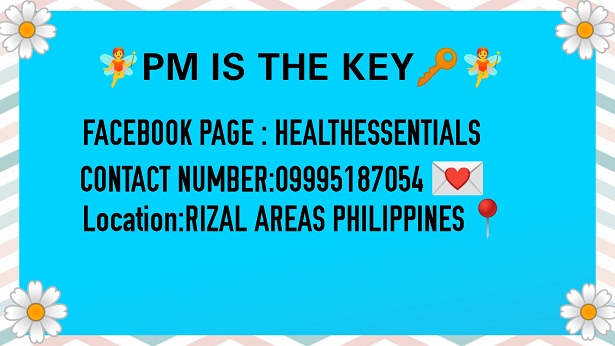 PM IS THE KEY
FACEBOOK PAGE : HEALTHESSENTIALS
CONTACT NUMBER:09995187054
Location:RIZAL AREAS PHILIPPINES